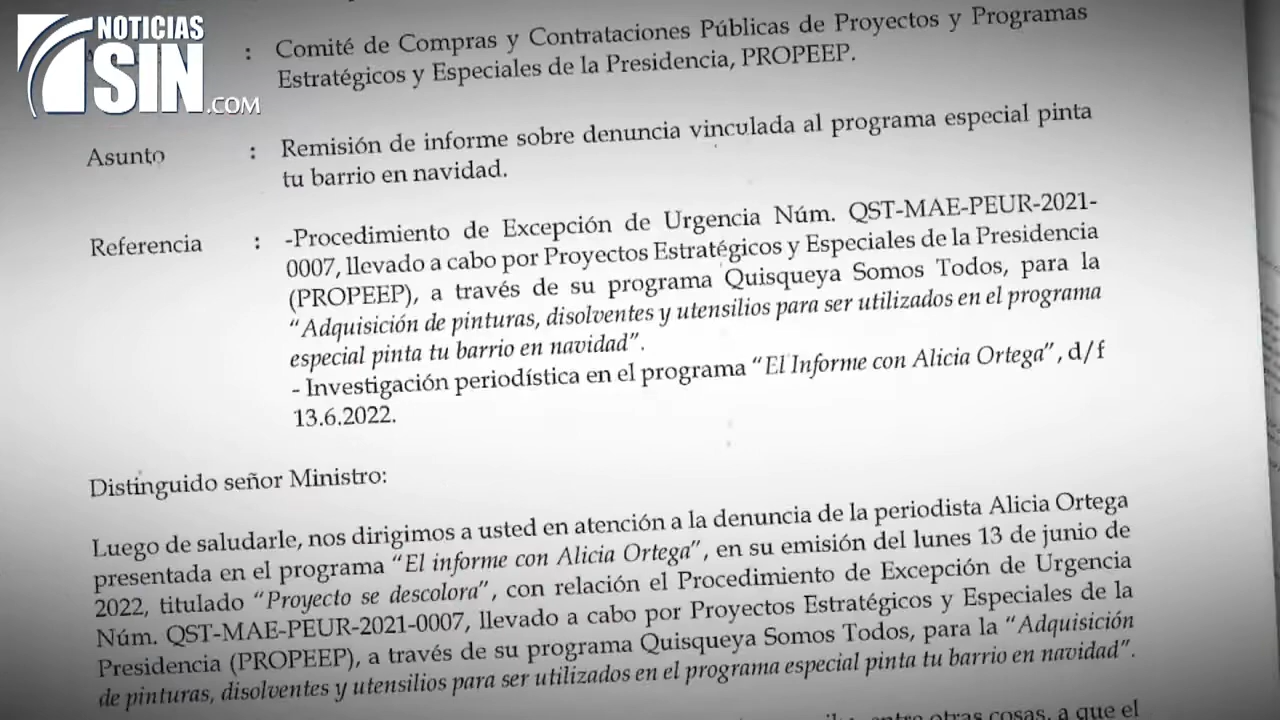 NOTICIAS
SIN.COM
: Comité de Compras y Contrataciones Públicas de Proyectos y Programas
Estratégicos y Especiales de la Presidencia, PROPEEP.
Asunto : Remisión de informe sobre denuncia vinculada al programa especial pinta
tu barrio en navidad.
Referencia : -Procedimiento de Excepción de Urgencia Núm. QST-MAE-PEUR-2021-
0007, llevado a cabo por Proyectos Estratégicos y Especiales de la Presidencia
(PROPEEP), a través de su programa Quisqueya Somos Todos, para la
“Adquisición de pinturas, disolventes y utensilios para ser utilizados en el programa
especial pinta tu barrio en navidad”.
- Investigación periodística en el programa “El Informe con Alicia Ortega”, d/f
13.6.2022.
Distinguido señor Ministro:
Luego de saludarle, nos dirigimos a usted en atención a la denuncia de la periodista Alicia Ortega
presentada en el programa “El informe con Alicia Ortega”, en su emisión del lunes 13 de junio de
2022, titulado “Proyecto se descolora”, con relación el Procedimiento de Excepción de Urgencia
Núm. QST-MAE-PEUR-2021-0007, llevado a cabo por Proyectos Estratégicos y Especiales de la
Presidencia (PROPEEP), a través de su programa Quisqueya Somos Todos, para la “Adquisición
de pinturas, disolventes y utensilios para ser utilizados en el programa especial pinta tu barrio en navidad”.
entre otras cosas, a que el